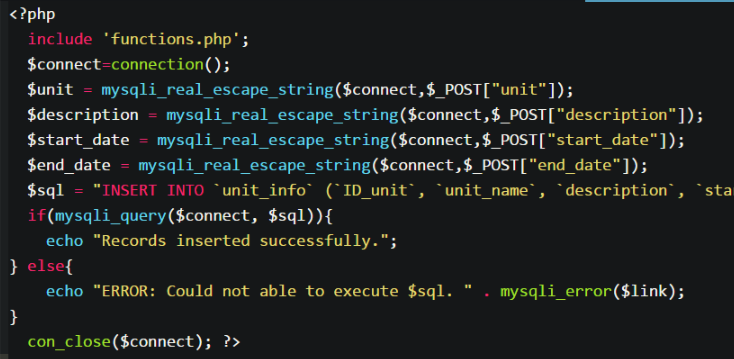 <?php
include 'functions.php';
$connect=connection();
$unit = mysqli_real_escape_string($connect,$_POST["unit"]);
$description = mysqli_real_escape_string($connect,$_POST["description"]);
$start_date = mysqli_real_escape_string($connect,$_POST["start_date"]);
$end_date = mysqli_real_escape_string($connect,$_POST["end_date"]);
$sql = "INSERT INTO `unit_info` (`ID_unit`, `unit_name`, `description`, `sta
if(mysqli_query($connect, $sql)){
echo "Records inserted successfully.";
} else{
echo "ERROR: Could not able to execute $sql. " . mysqli_error($link);
}
con_close($connect); ?>